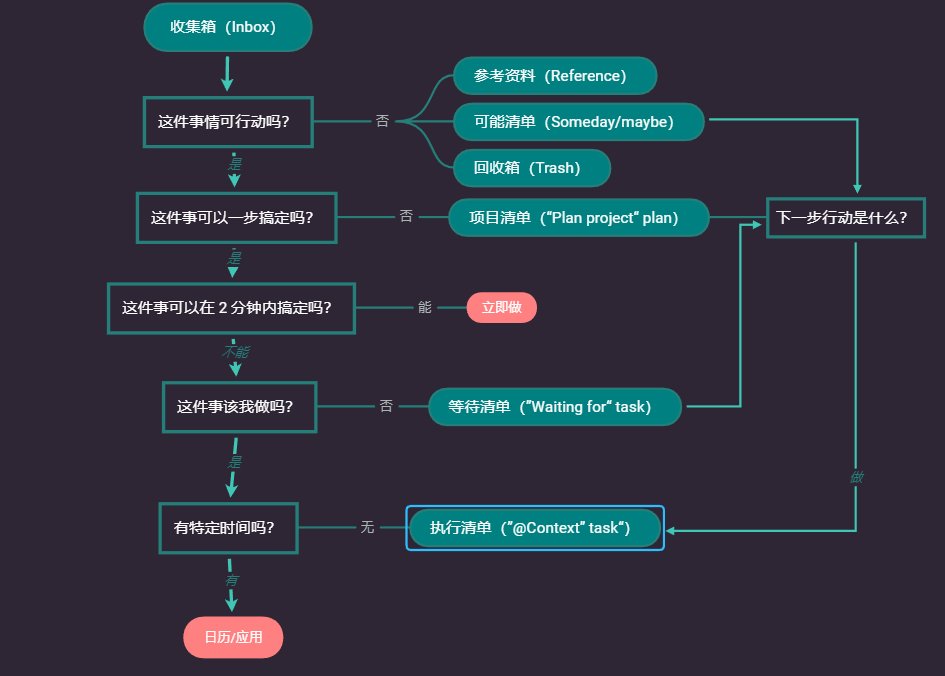 收集箱（Inbox）
参考资料（Reference）
这件事情可行动吗？
否
可能清单（Someday/maybe）
回收箱（Trash）
是
这件事可以一步搞定吗？
否
项目清单（“Plan project“ plan）
下一步行动是什么？
是
这件事可以在 2 分钟内搞定吗？
能
立即做
不能
这件事该我做吗？
否
等待清单（”Waiting for“ task）
是
做
有特定时间吗？
无
执行清单（”@Context” task“）
有
日历/应用